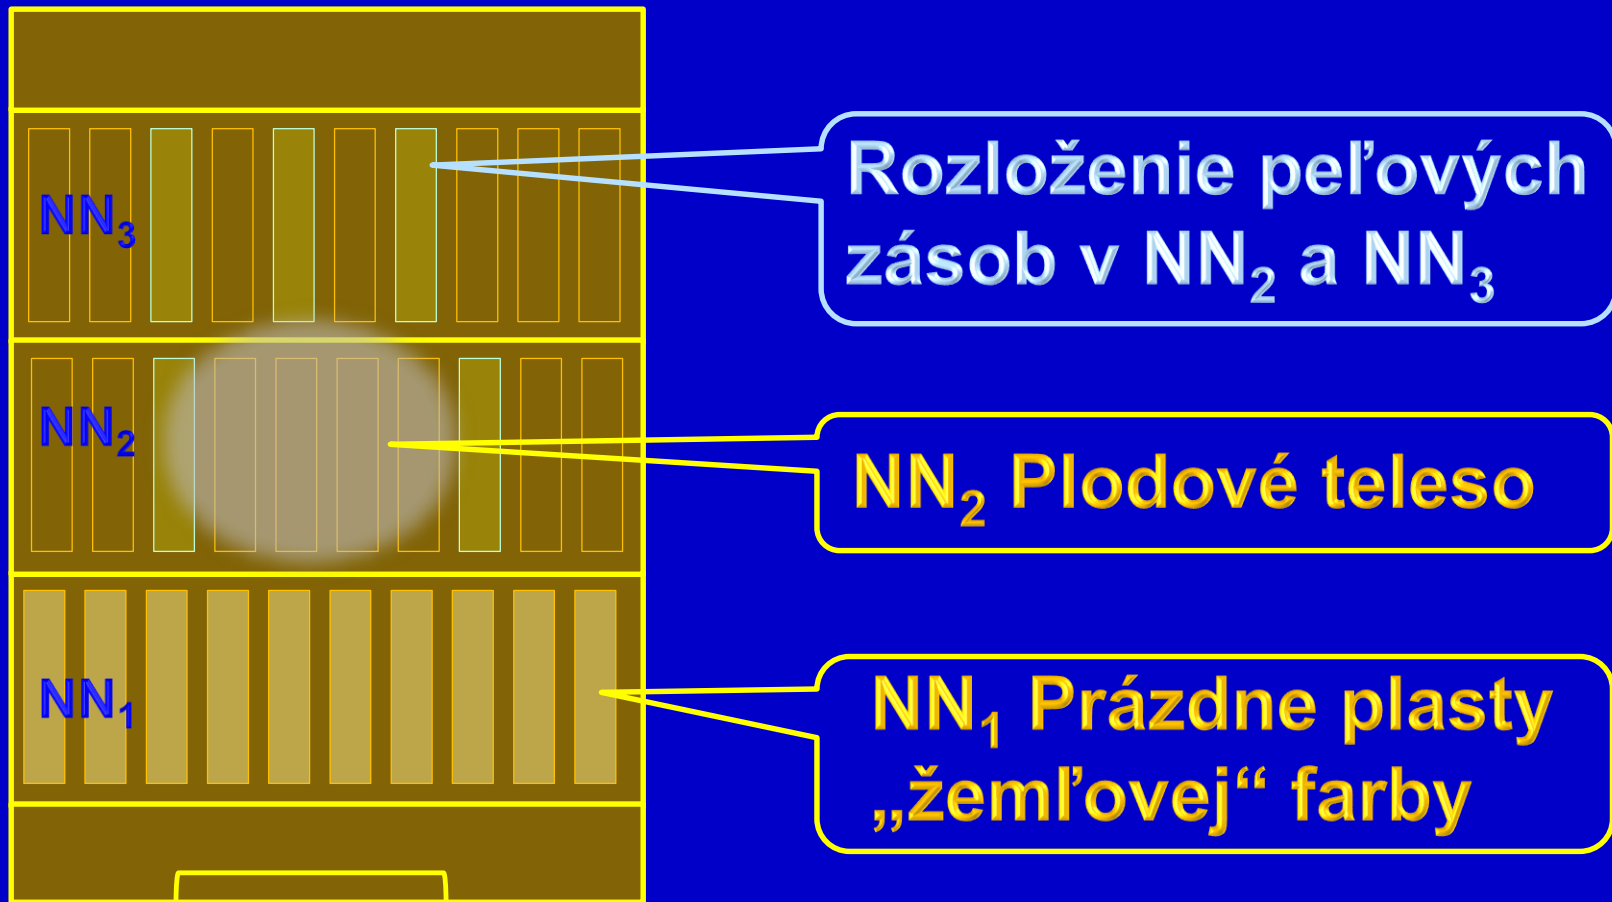 NN₃
Rozloženie peľových
zásob v NN₂ a NN₃
NN₂
NN₂ Plodové teleso
NN₁
NN₁ Prázdne plasty
„žemľovej“ farby